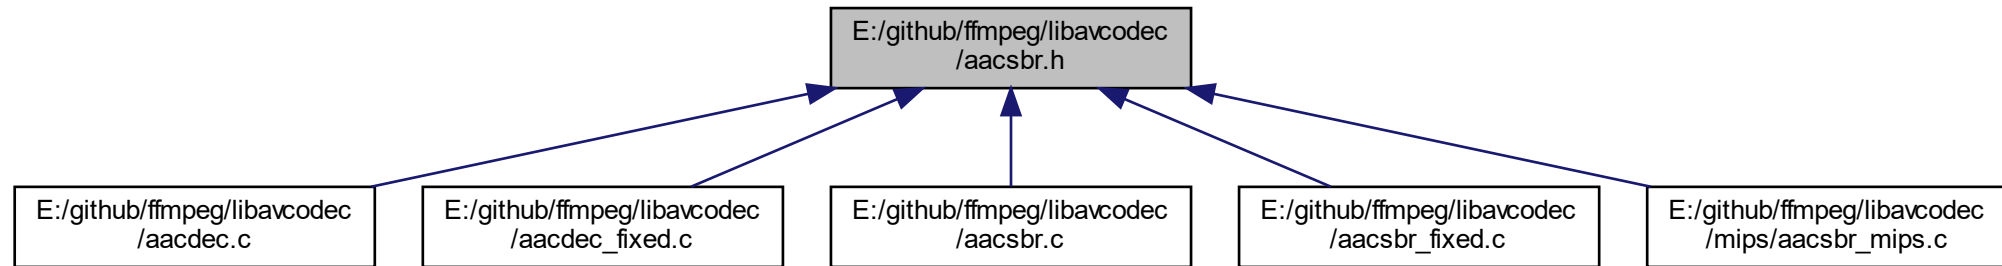 E:/github/ffmpeg/libavcodec
/aacsbr.h
E:/github/ffmpeg/libavcodec
/aacdec.c
E:/github/ffmpeg/libavcodec
/aacdec_fixed.c
E:/github/ffmpeg/libavcodec
/aacsbr.c
E:/github/ffmpeg/libavcodec
/aacsbr_fixed.c
E:/github/ffmpeg/libavcodec
/mips/aacsbr_mips.c